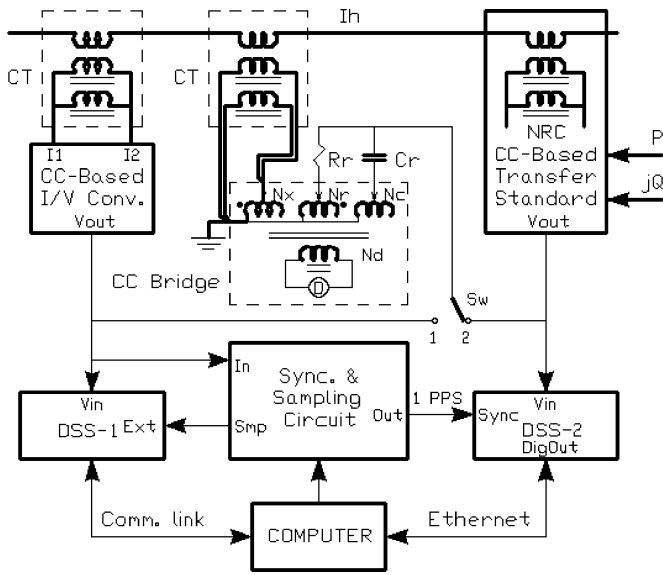 Ih
CT
CT
I1 I2
CC-Based
I/V Conv.
Vout
Rr
Cr
Nx
Nr
Nc
Nd
D
CC Bridge
NRC
CC-Based
Transfer
Standard
Vout
P
jQ
Sw
1 2
In
Sync. &
Sampling
Circuit
Smp
Out
1 PPS
Vin
DSS-1
Ext
Vin
Sync
DSS-2
DigOut
Comm. link
COMPUTER
Ethernet